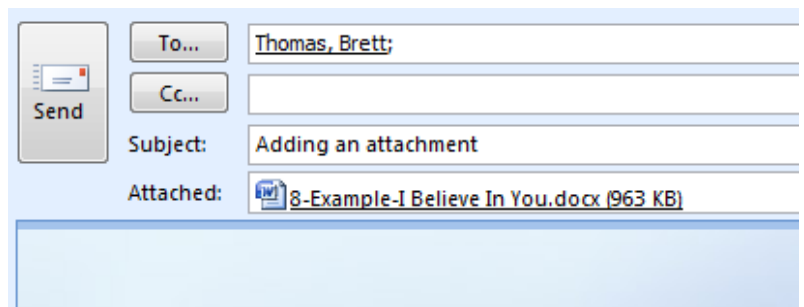 To...
Thomas, Brett;
Cc...
Send
Subject:
Adding an attachment
Attached:
8-Example-I Believe In You.docx (963 KB)